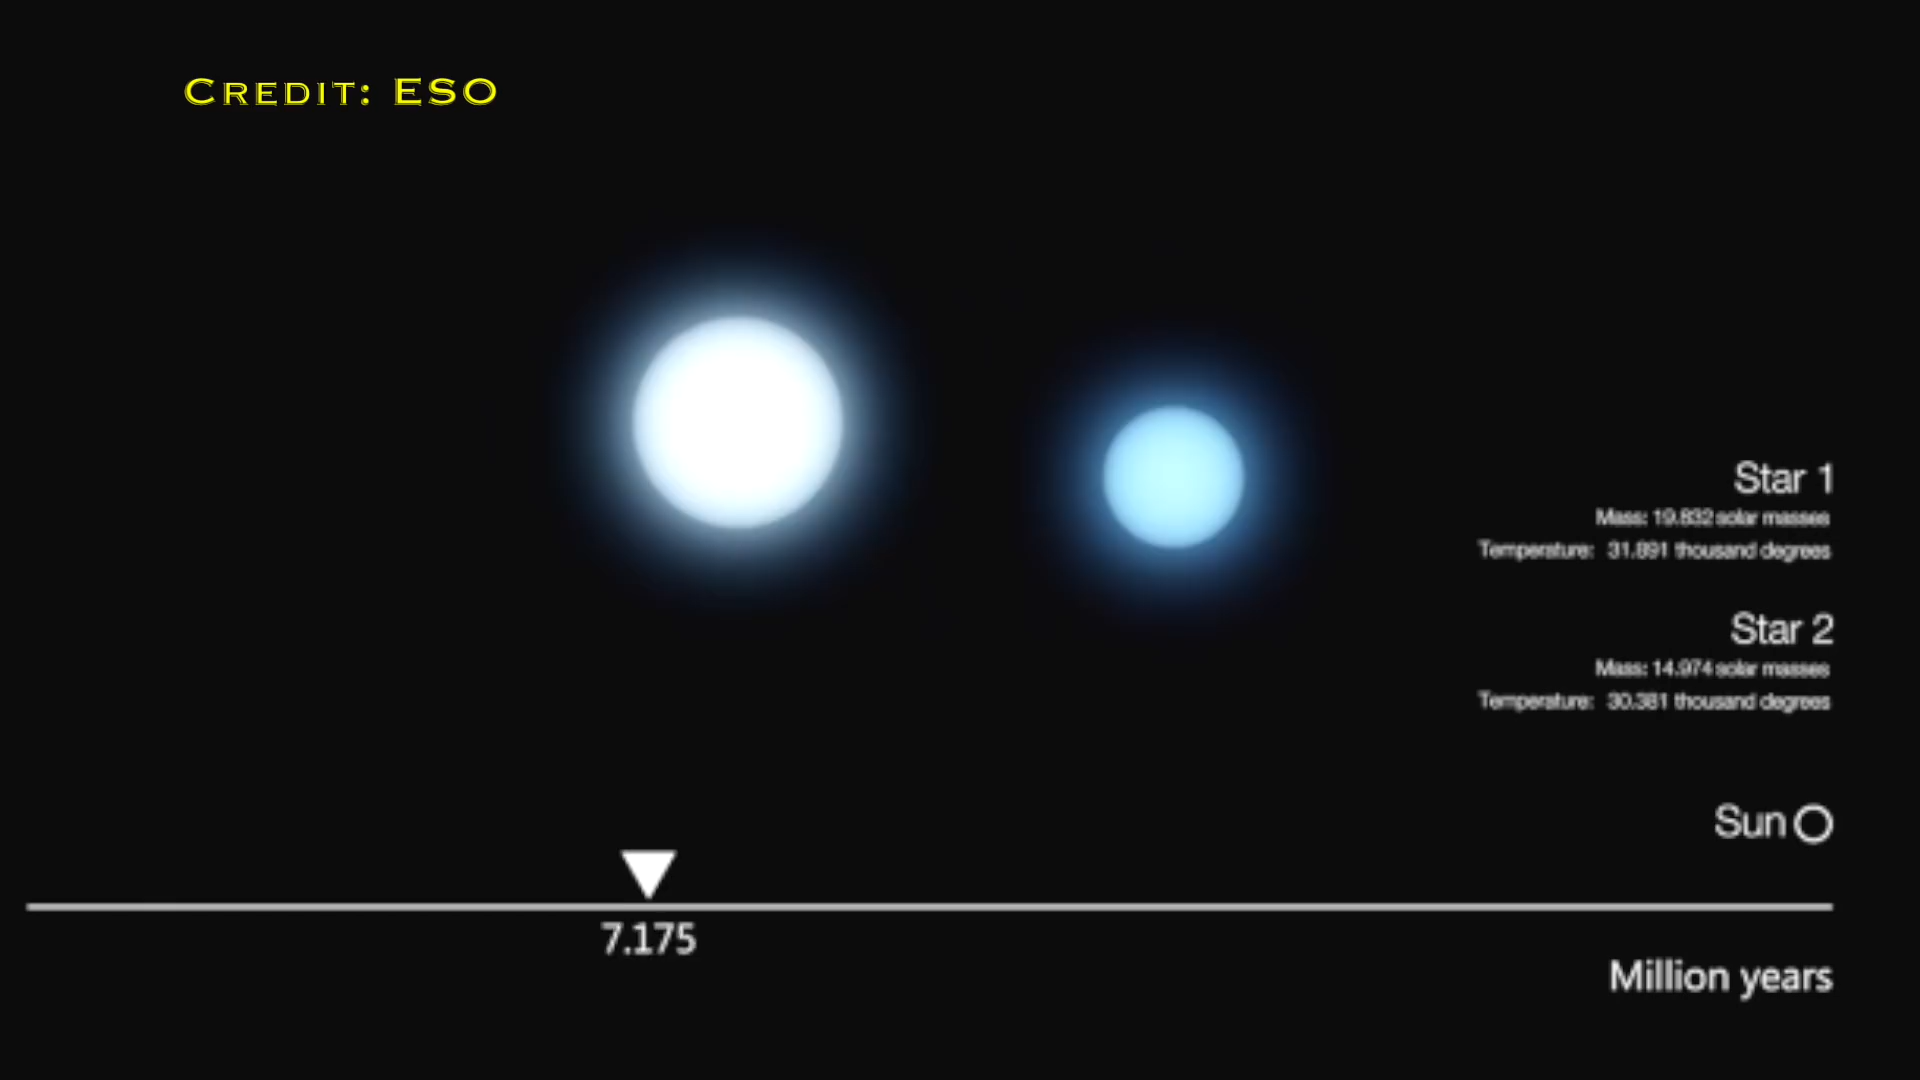 Credit: ESO
Star 1
Mass: 19.832 solar masses
Temperature: 31.891 thousand degrees
Star 2
Mass: 14.974 solar masses
Temperature: 30.381 thousand degrees
Sun
7.175
Million years